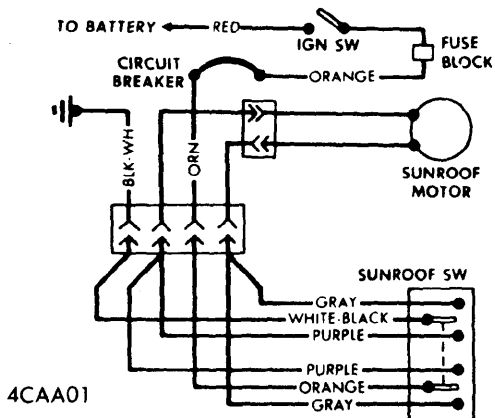 TO BATTERY
RED
IGN SW
FUSE
BLOCK
CIRCUIT
BREAKER
ORANGE
BLK-WH
ORN
SUNROOF
MOTOR
SUNROOF SW
GRAY
WHITE-BLACK
PURPLE
PURPLE
ORANGE
GRAY
4CAA01